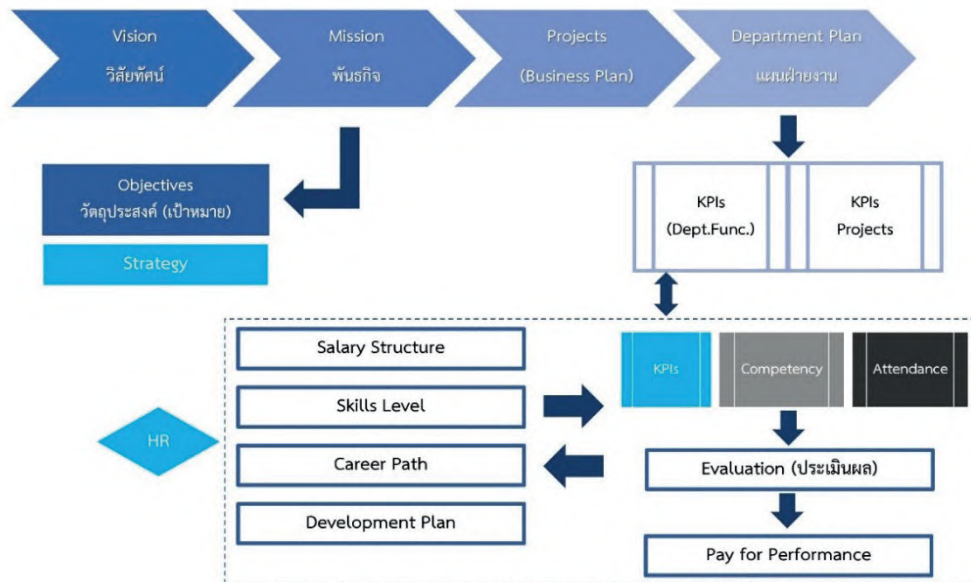 Vision
วิสัยทัศน์
Mission
พันธกิจ
Projects
(Business Plan)
Department Plan
แผนฝ่ายงาน
Objectives
วัตถุประสงค์ (เป้าหมาย)
Strategy
KPIs
(Dept.Func.)
KPIs
Projects
HR
Salary Structure
Skills Level
Career Path
Development Plan
KPIs
Competency
Attendance
Evaluation (ประเมินผล)
Pay for Performance